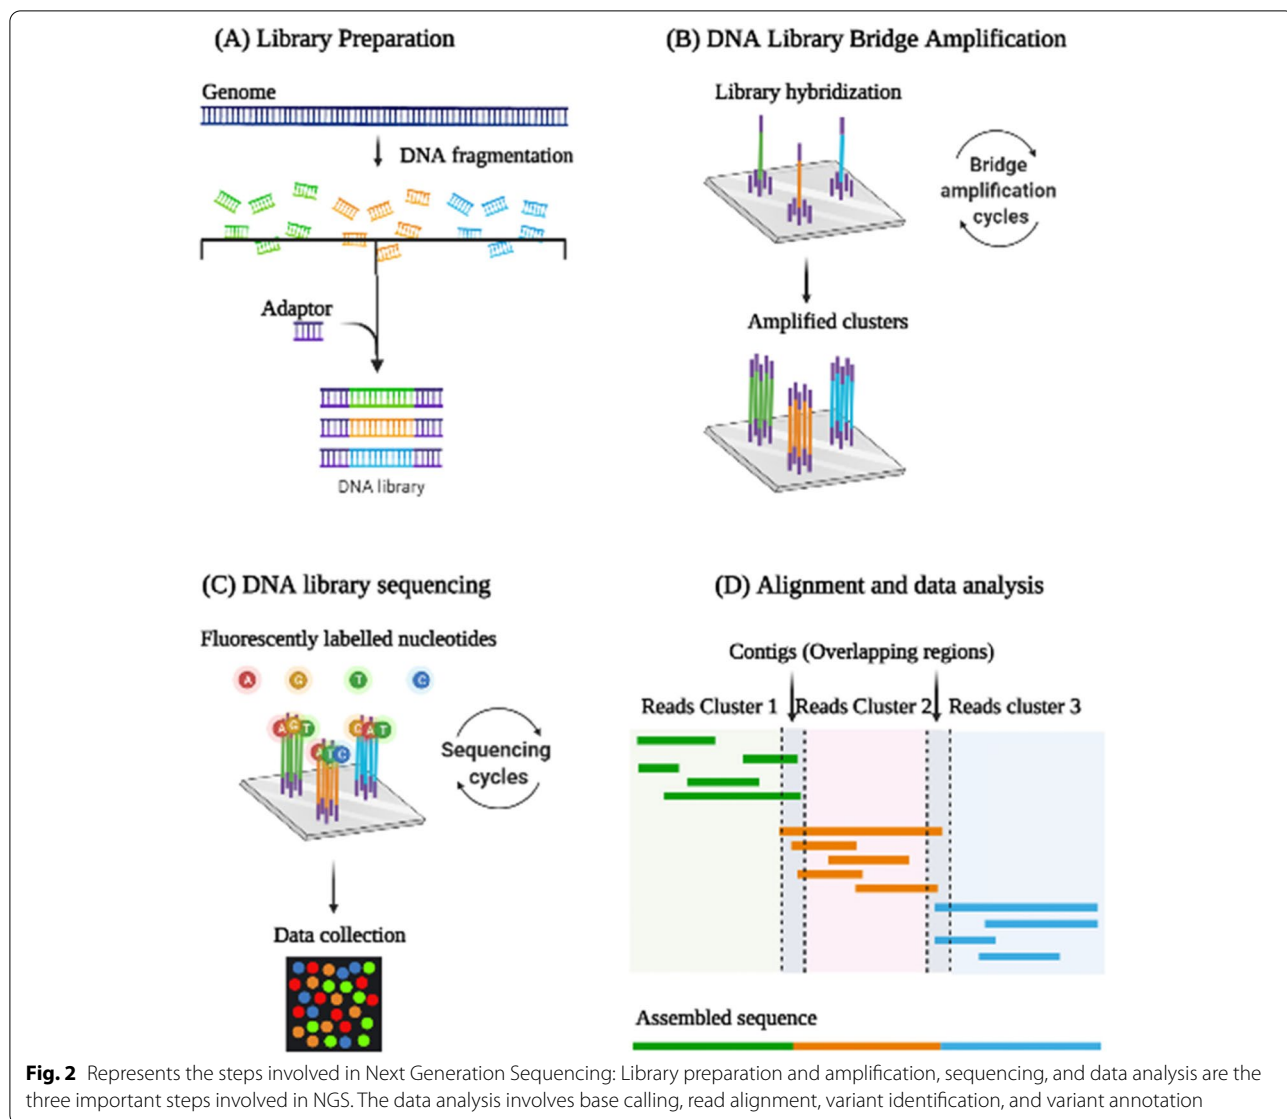 (A) Library Preparation
Genome
DNA fragmentation
Adaptor
DNA library
(B) DNA Library Bridge Amplification
Library hybridization
Bridge
amplification
cycles
Amplified clusters
(C) DNA library sequencing
Fluorescently labelled nucleotides
A G T C
A G T
G A T
A T C
Sequencing
cycles
Data collection
(D) Alignment and data analysis
Contigs (Overlapping regions)
Reads Cluster 1 Reads Cluster 2 Reads cluster 3
Assembled sequence
Fig. 2 Represents the steps involved in Next Generation Sequencing: Library preparation and amplification, sequencing, and data analysis are the
three important steps involved in NGS. The data analysis involves base calling, read alignment, variant identification, and variant annotation